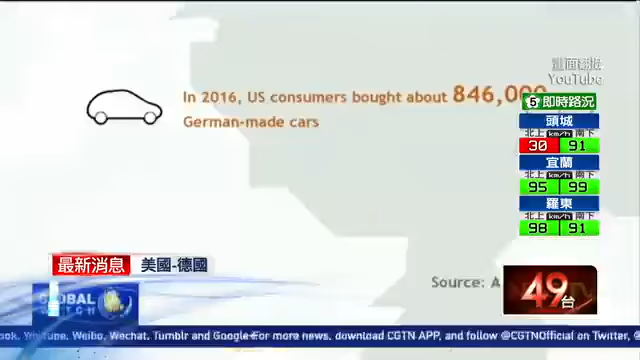 畫面翻攝
YouTube
In 2016, US consumers bought about 846,000
German-made cars
5 即時路況
頭城
北上 km/h 南下
30 91
宜蘭
北上 km/h 南下
95 99
羅東
北上 km/h 南下
98 91
最新消息 美國-德國
Source: A
49台
GLOBAL
ook, YouTube, Weibo, Wechat, Tumblr and Google+ For more news, download CGTN APP, and follow @CGTNOfficial on Twitter, @